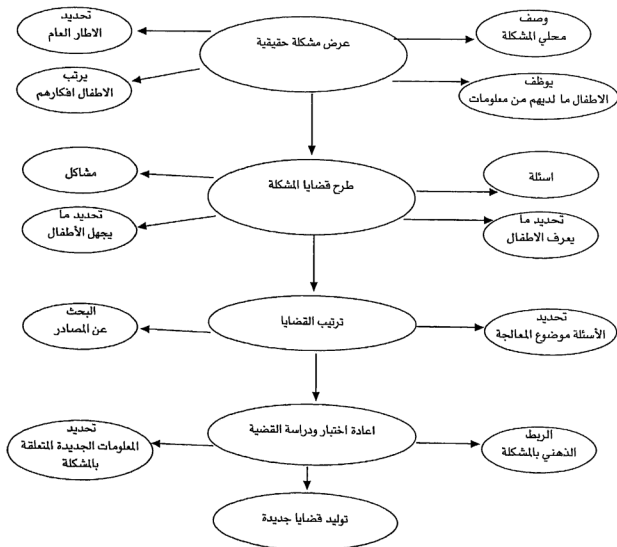 وصف
محلي المشكلة
عرض مشكلة حقيقية
تحديد
الاطار العام
يوظف
الاطفال ما لديهم من معلومات
يرتب
الاطفال افكارهم
اسئلة
طرح قضايا المشكلة
مشاكل
تحديد ما
يعرف الاطفال
تحديد ما
يجهل الأطفال
تحديد
الأسئلة موضوع المعالجة
ترتيب القضايا
البحث
عن المصادر
الربط
الذهني بالمشكلة
اعادة اختبار ودراسة القضية
تحديد
المعلومات الجديدة المتعلقة
بالمشكلة
توليد قضايا جديدة